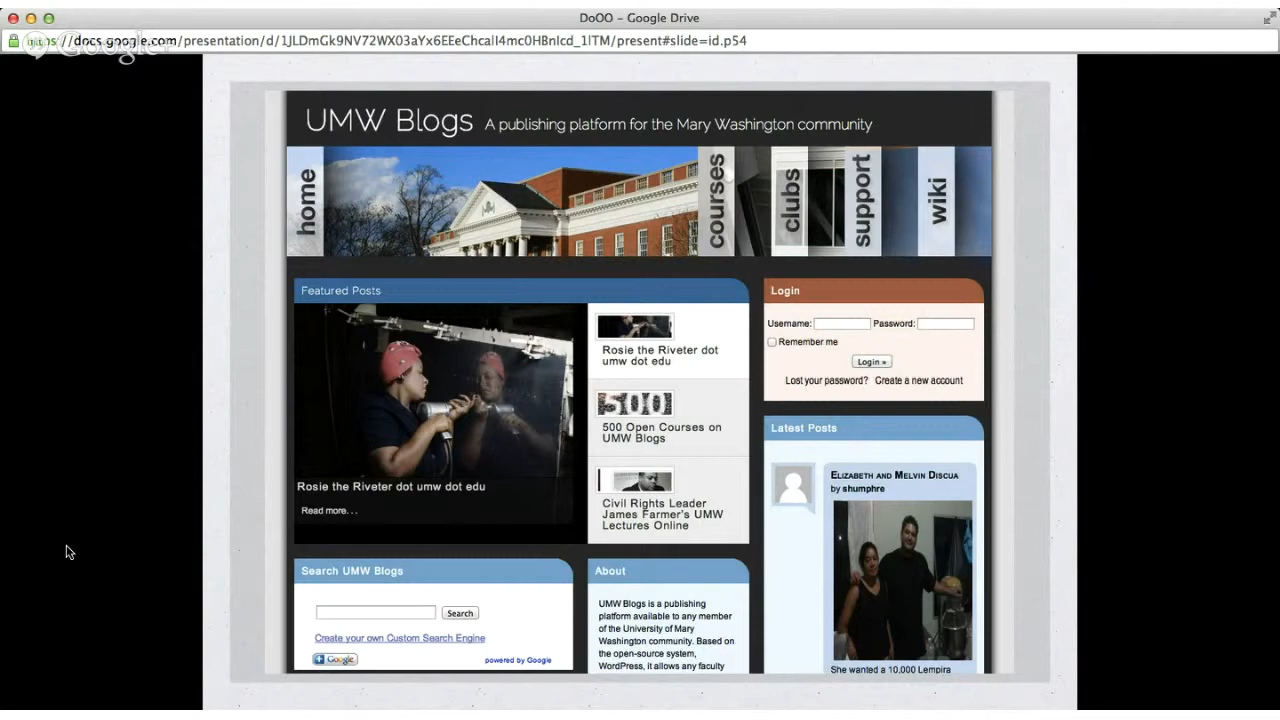 DoOO – Google Drive
docs.google.com/presentation/d/1JLDmGk9NV72WX03aYx6EEeChcall4mc0HBnIcd_1lTM/present#slide=id.p54
Google+
UMW Blogs A publishing platform for the Mary Washington community
home
courses
clubs
support
wiki
Featured Posts
Rosie the Riveter dot umw dot edu
Read more. . .
Rosie the Riveter dot
umw dot edu
500
500 Open Courses on
UMW Blogs
Civil Rights Leader
James Farmer's UMW
Lectures Online
Login
Username: Password:
Remember me
Login »
Lost your password? Create a new account
Latest Posts
Elizabeth and Melvin Discua
by shumphre
She wanted a 10,000 Lempira
Search UMW Blogs
Search
Create your own Custom Search Engine
Google
powered by Google
About
UMW Blogs is a publishing
platform available to any member
of the University of Mary
Washington community. Based on
the open-source system,
WordPress, it allows any faculty